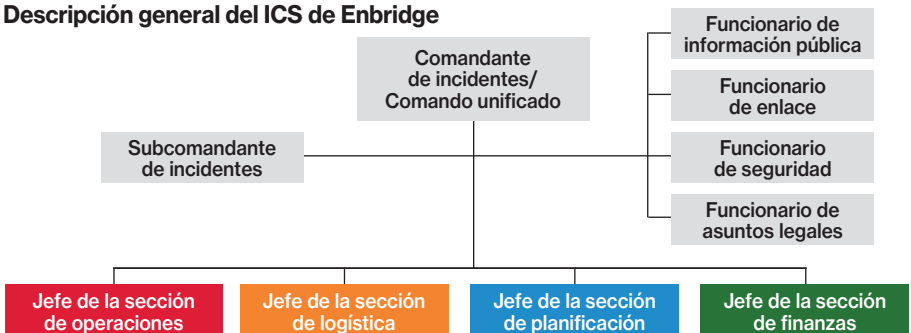 Descripción general del ICS de Enbridge
Funcionario de
información pública
Comandante
de incidentes/
Comando unificado
Funcionario
de enlace
Subcomandante
de incidentes
Funcionario
de seguridad
Funcionario de
asuntos legales
Jefe de la sección
de operaciones
Jefe de la sección
de logística
Jefe de la sección
de planificación
Jefe de la sección
de finanzas